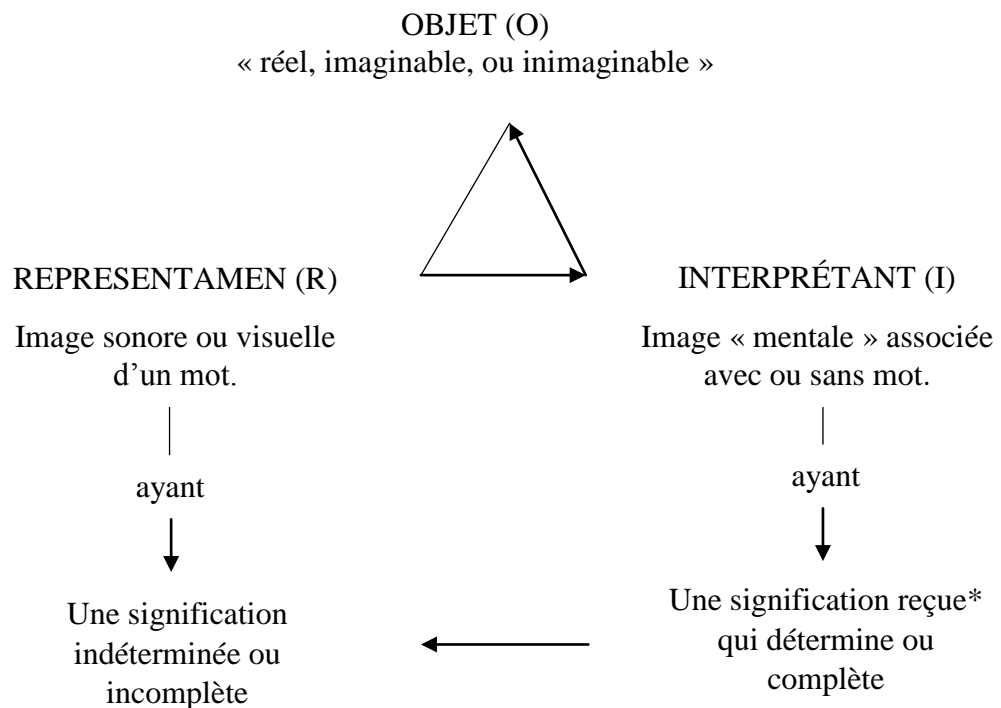 OBJET (O)
« réel, imaginable, ou inimaginable »
REPRESENTAMEN (R)
Image sonore ou visuelle
d’un mot.
ayant
Une signification
indéterminée ou
incomplète
INTERPRÉTANT (I)
Image « mentale » associée
avec ou sans mot.
ayant
Une signification reçue*
qui détermine ou
complète